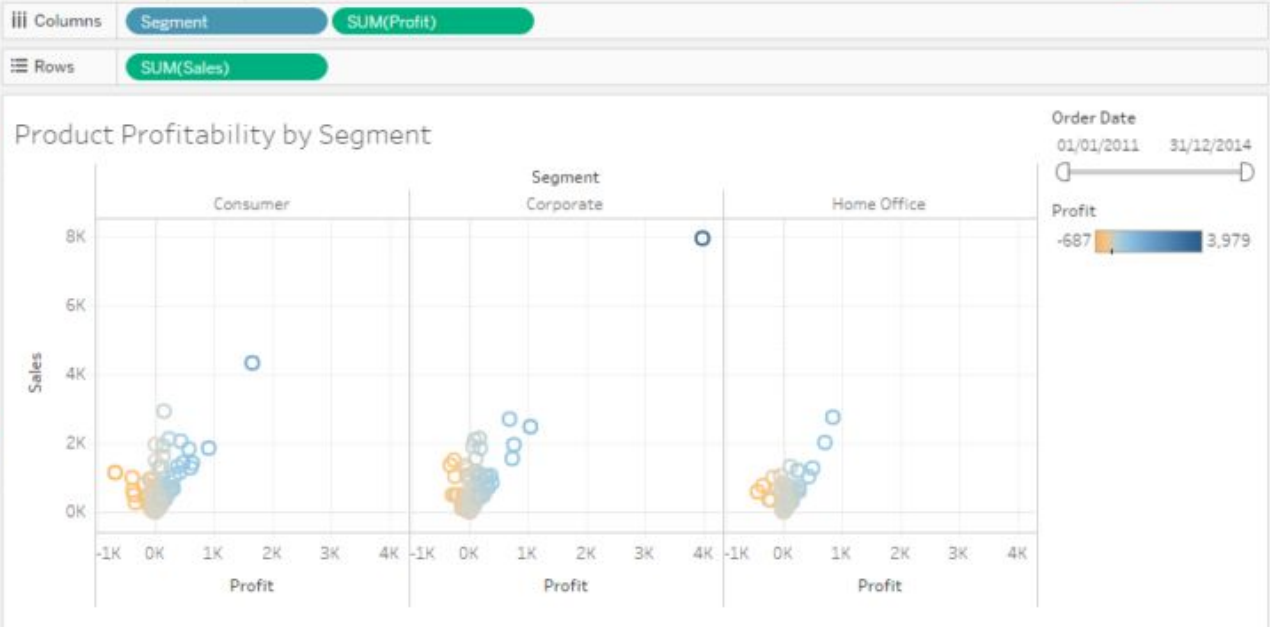 Columns Segment SUM(Profit)
Rows SUM(Sales)
Product Profitability by Segment
Order Date
01/01/2011 31/12/2014
Profit
-687 3,979
Segment
Consumer Corporate Home Office
8K
6K
4K
2K
0K
Sales
-1K 0K 1K 2K 3K 4K -1K 0K 1K 2K 3K 4K -1K 0K 1K 2K 3K 4K
Profit Profit Profit